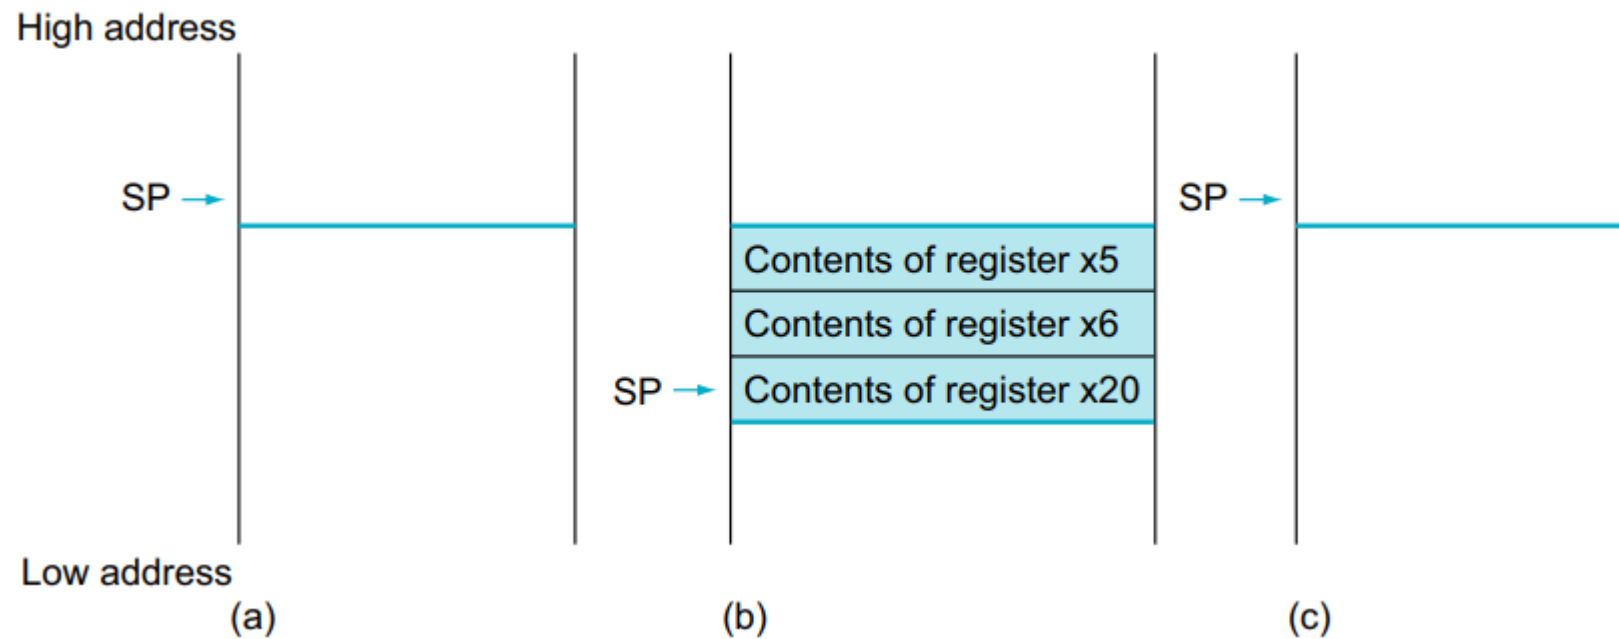 High address
SP
SP
Contents of register x5
Contents of register x6
SP
Contents of register x20
Low address
(a)
(b)
(c)